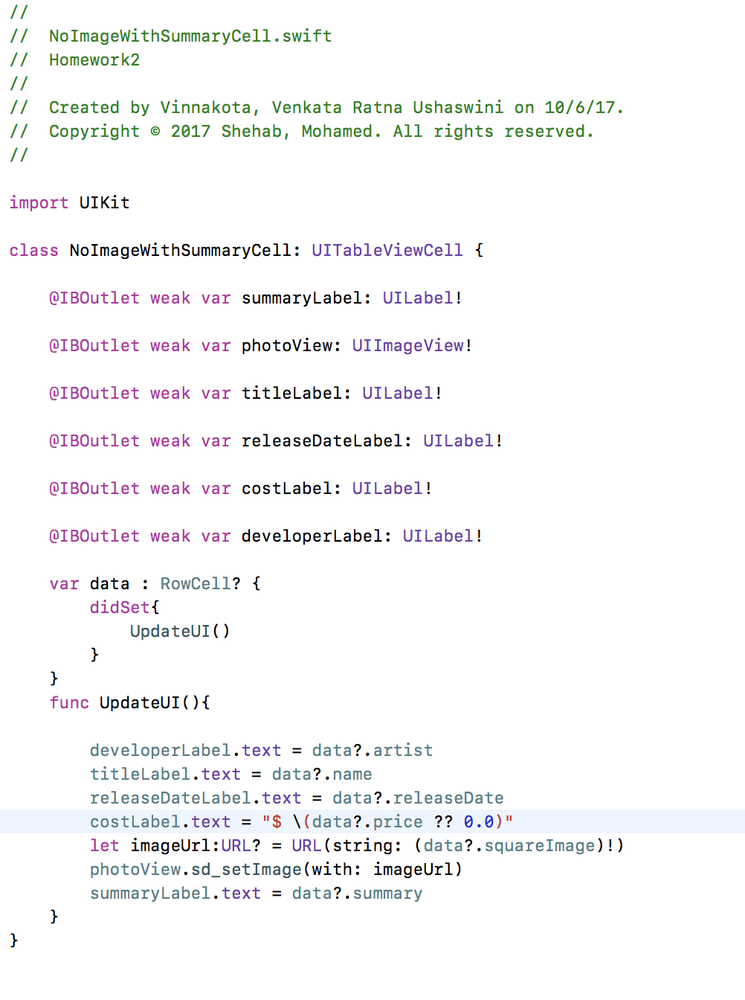 //
//  NoImageWithSummaryCell.swift
//  Homework2
//
//  Created by Vinnakota, Venkata Ratna Ushaswini on 10/6/17.
//  Copyright © 2017 Shehab, Mohamed. All rights reserved.
//

import UIKit

class NoImageWithSummaryCell: UITableViewCell {

    @IBOutlet weak var summaryLabel: UILabel!

    @IBOutlet weak var photoView: UIImageView!

    @IBOutlet weak var titleLabel: UILabel!

    @IBOutlet weak var releaseDateLabel: UILabel!

    @IBOutlet weak var costLabel: UILabel!

    @IBOutlet weak var developerLabel: UILabel!

    var data : RowCell? {
        didSet{
            UpdateUI()
        }
    }
    func UpdateUI(){

        developerLabel.text = data?.artist
        titleLabel.text = data?.name
        releaseDateLabel.text = data?.releaseDate
        costLabel.text = "$ \(data?.price ?? 0.0)"
        let imageUrl:URL? = URL(string: (data?.squareImage)!)
        photoView.sd_setImage(with: imageUrl)
        summaryLabel.text = data?.summary
    }
}